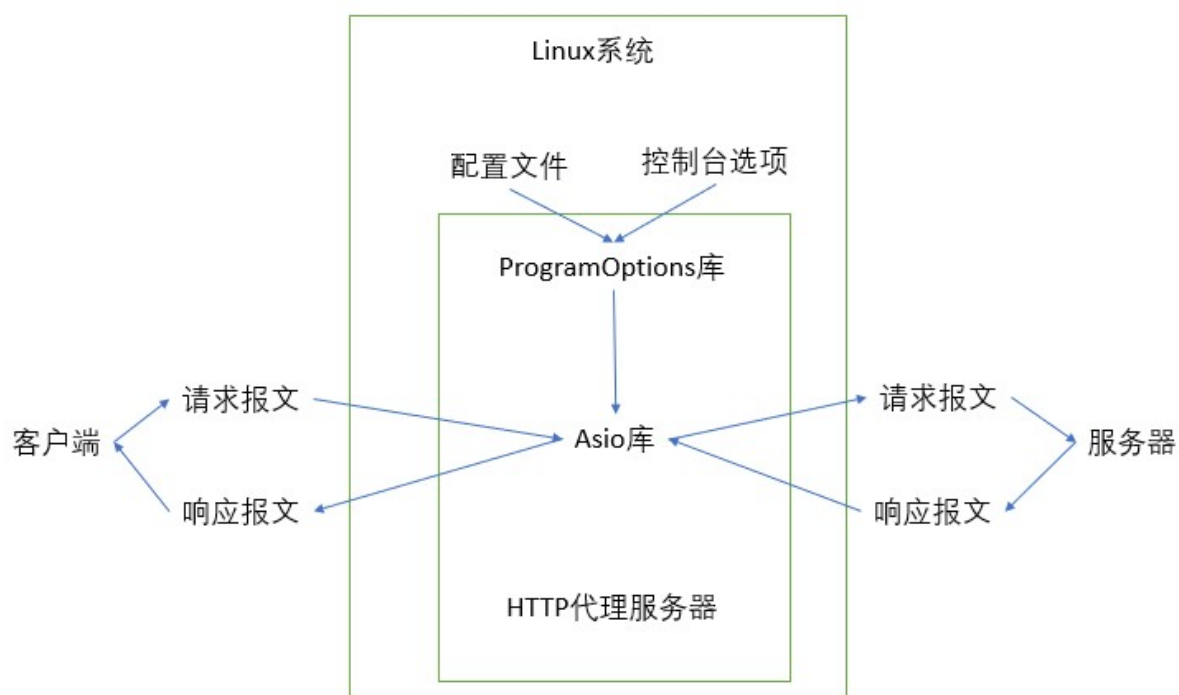 Linux系统
配置文件
控制台选项
ProgramOptions库
请求报文
请求报文
客户端
Asio库
服务器
响应报文
响应报文
HTTP代理服务器